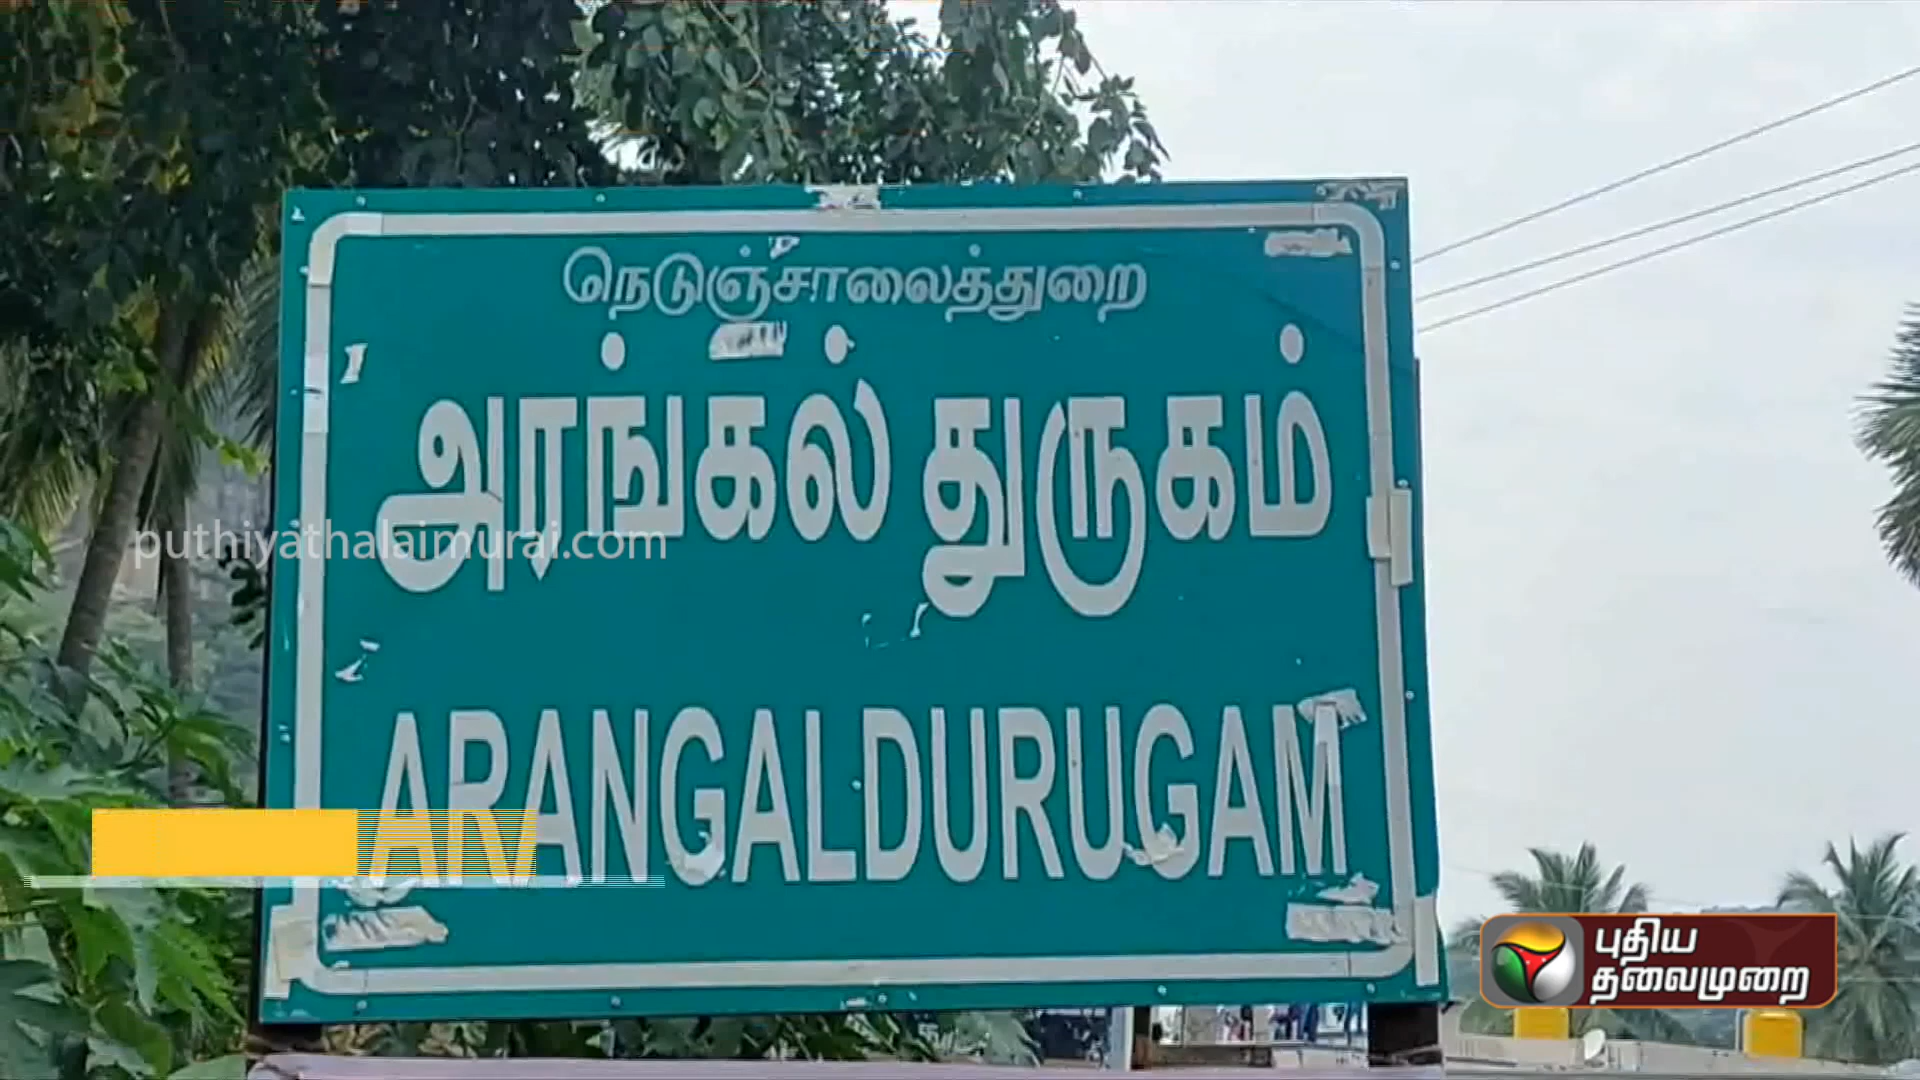 நெடுஞ்சாலைத்துறை
அரங்கல் துருகம்
puthiyathalaimurai.com
ARANGALDURUGAM
புதிய
தலைமுறை